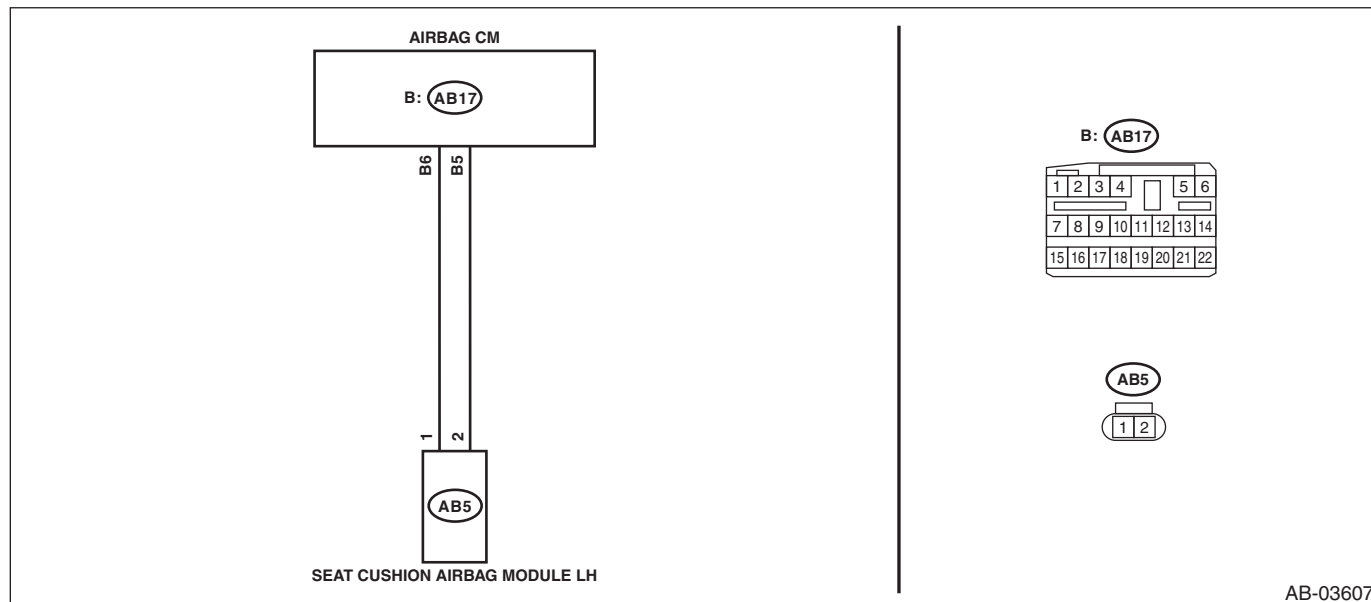 AIRBAG CM
B: AB17
B6 B5
1 2
AB5
SEAT CUSHION AIRBAG MODULE LH
B: AB17
1 2 3 4 5 6
7 8 9 10 11 12 13 14
15 16 17 18 19 20 21 22
AB5
1 2
AB-03607